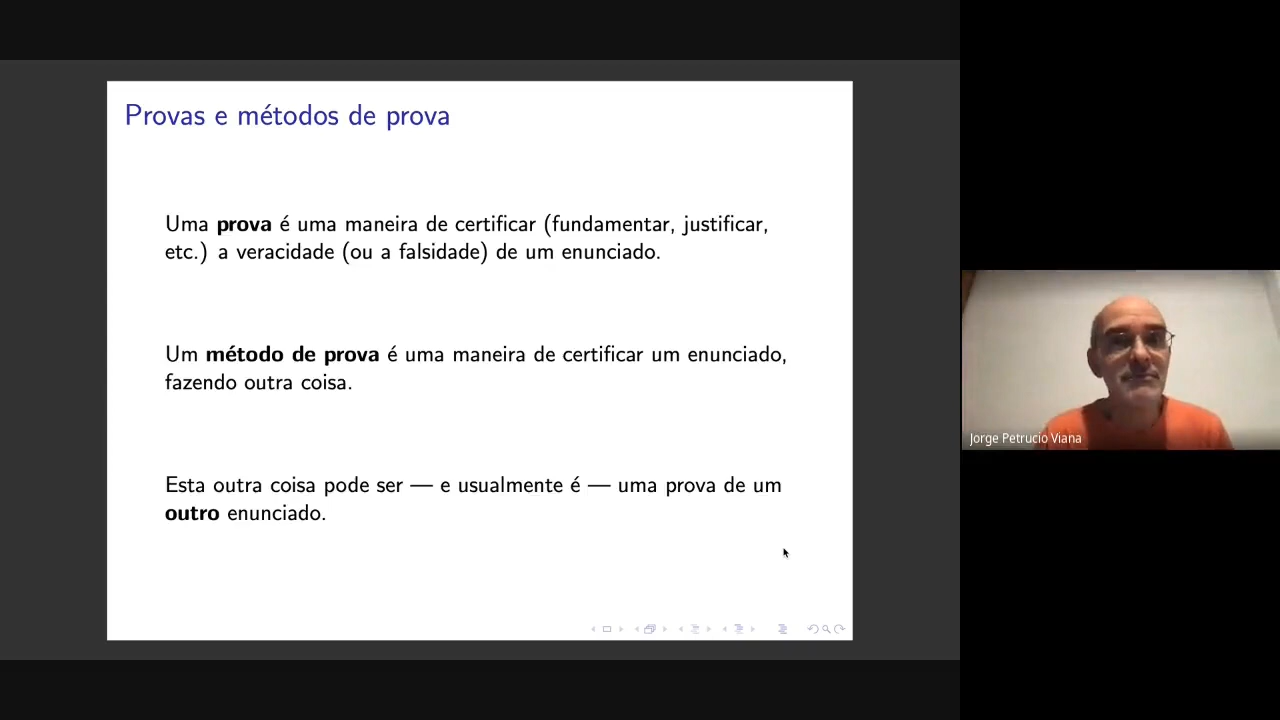 Provas e métodos de prova
Uma prova é uma maneira de certificar (fundamentar, justificar,
etc.) a veracidade (ou a falsidade) de um enunciado.
Um método de prova é uma maneira de certificar um enunciado,
fazendo outra coisa.
Esta outra coisa pode ser — e usualmente é — uma prova de um
outro enunciado.
Jorge Petrucio Viana